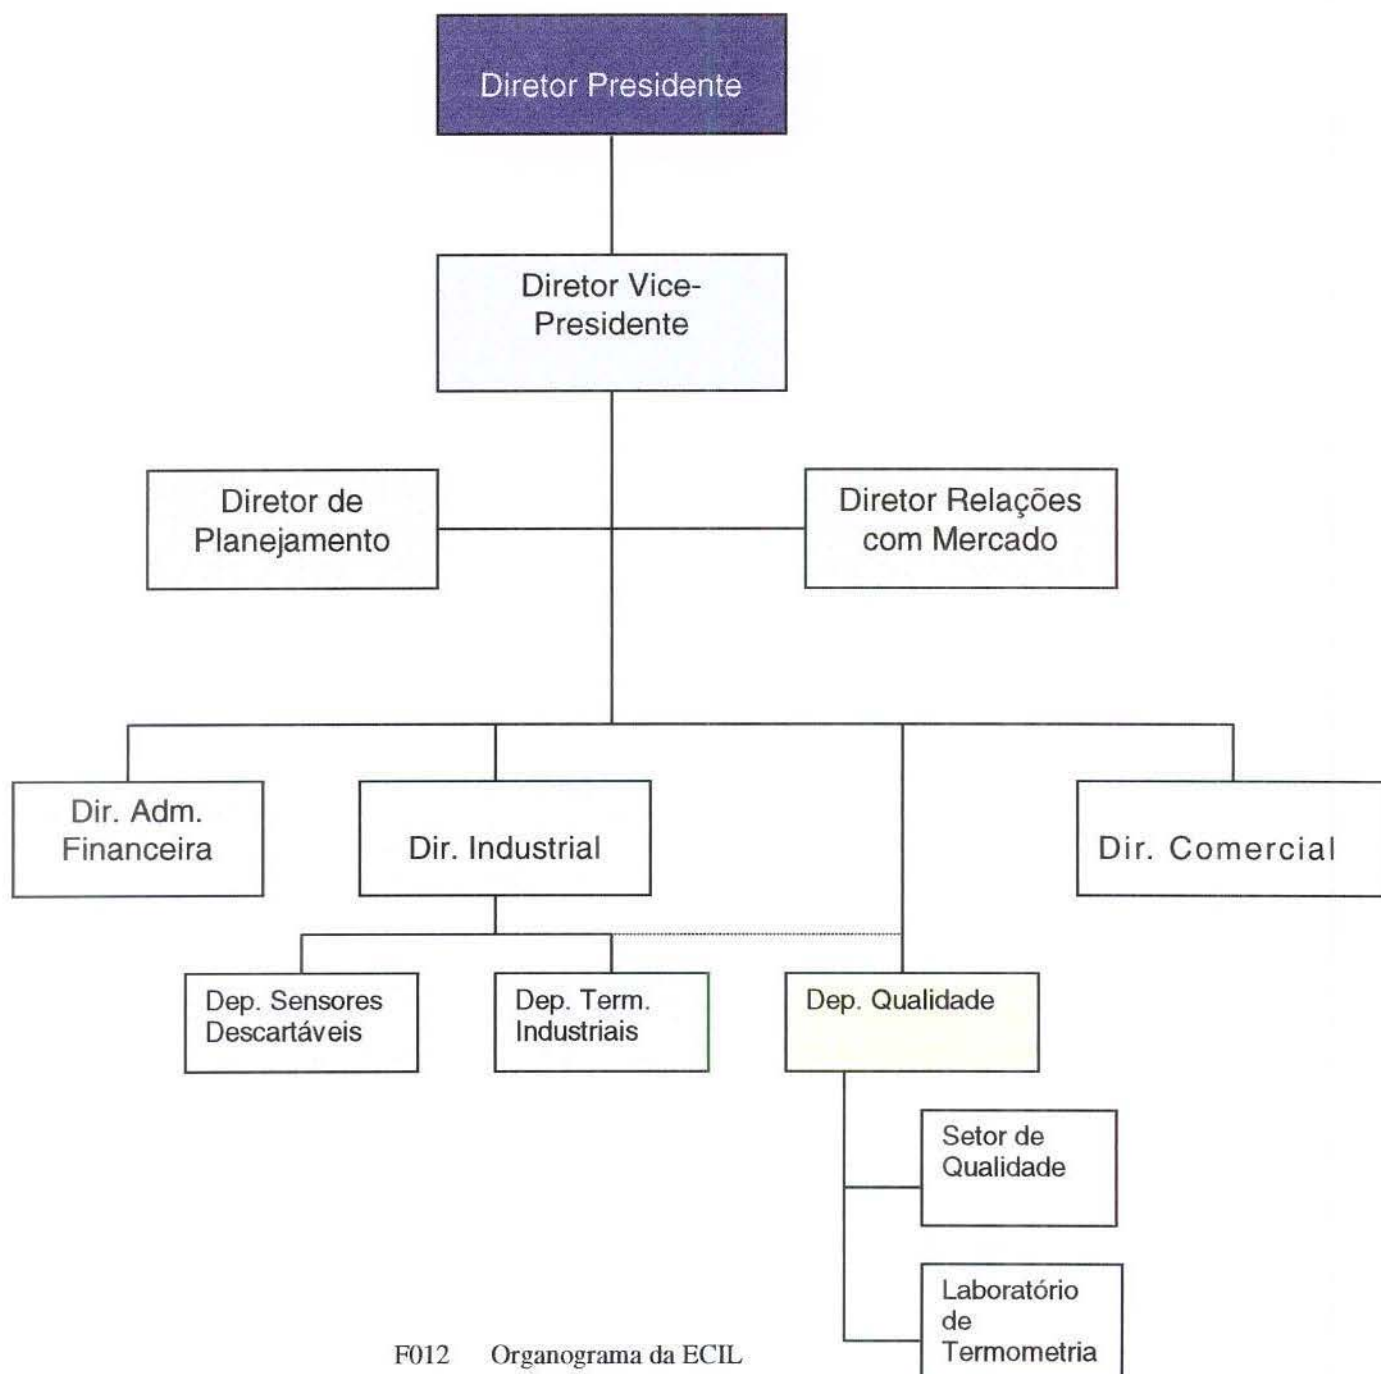 Diretor Presidente
Diretor Vice-
Presidente
Diretor de
Planejamento
Diretor Relações
com Mercado
Dir. Adm.
Financeira
Dir. Industrial
Dir. Comercial
Dep. Sensores
Descartáveis
Dep. Term.
Industriais
Dep. Qualidade
Setor de
Qualidade
Laboratório
de
Termometria
F012 Organograma da ECIL